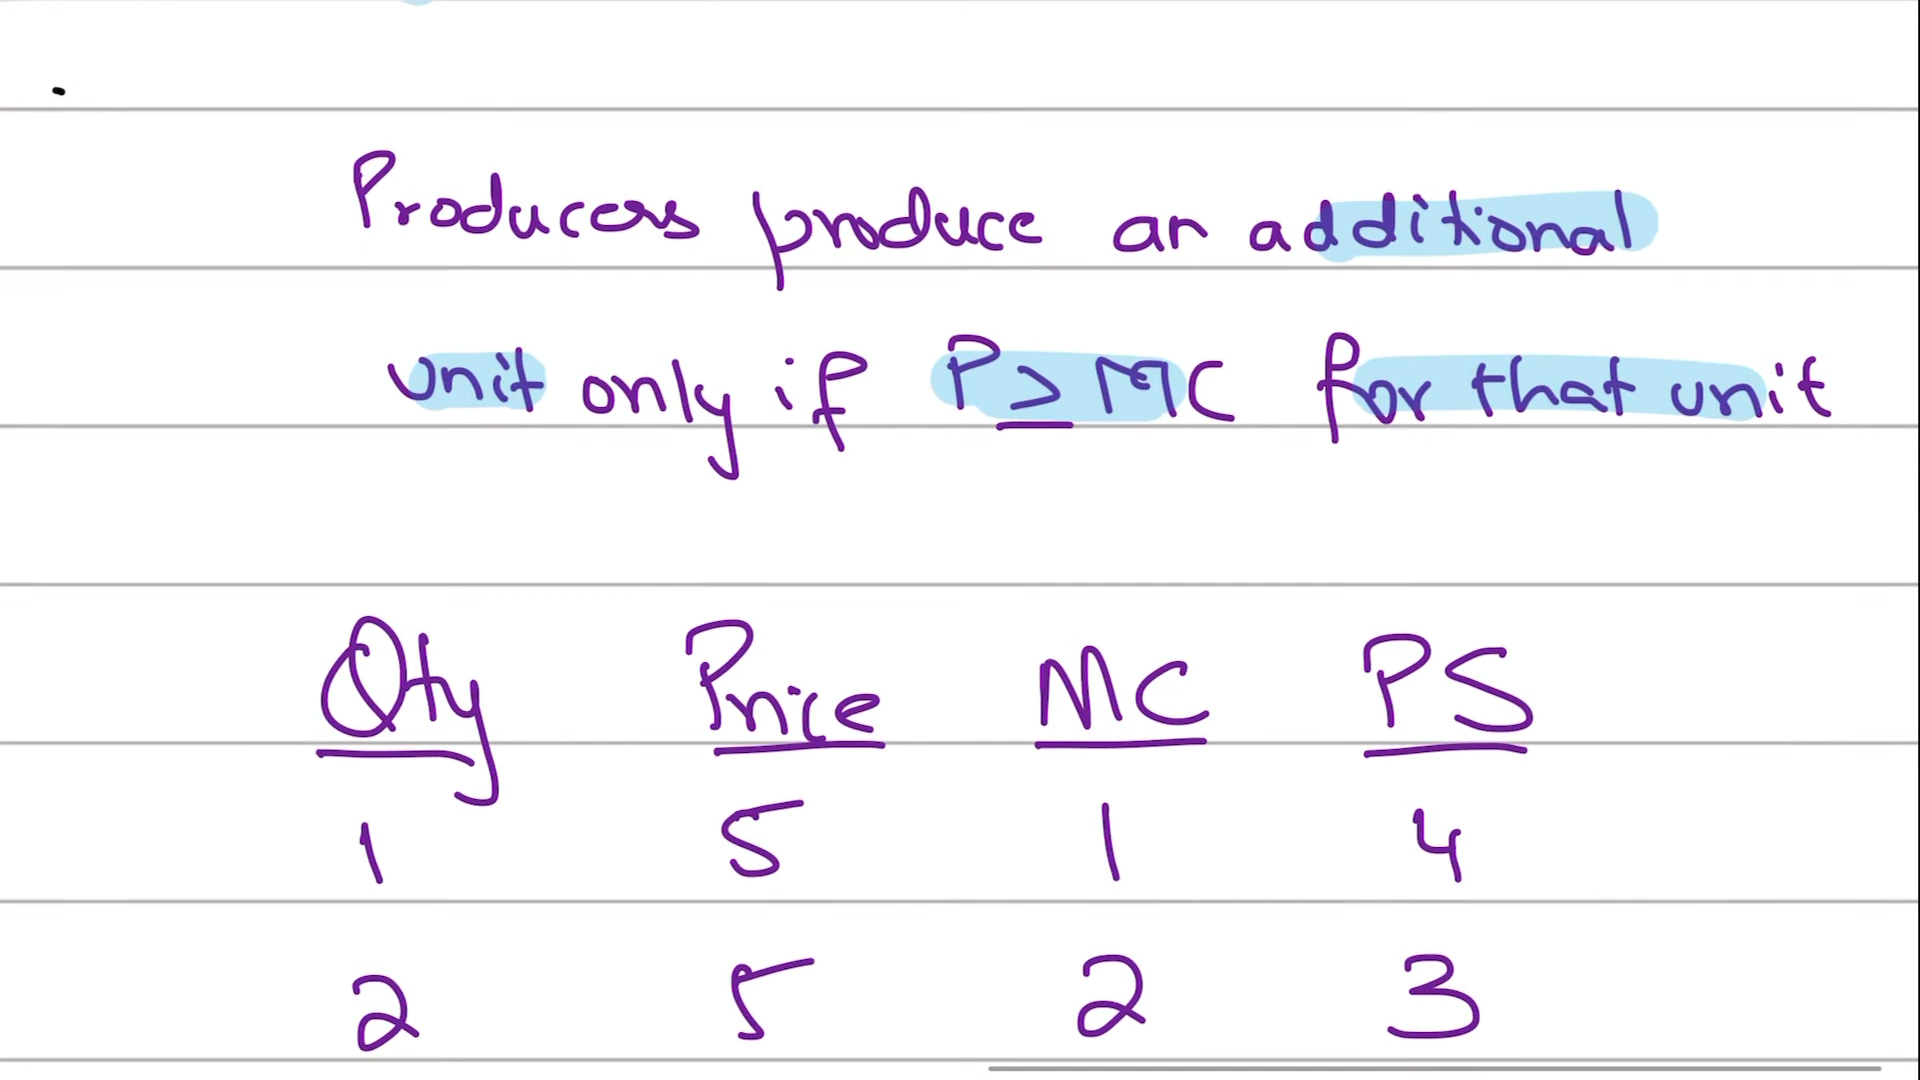 Producers produce an additional
unit only if P ≥ MC for that unit
Qty Price MC PS
1 5 1 4
2 5 2 3